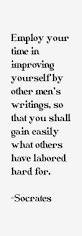 Employ your
time in
improving
yourself by
other men's
writings, so
that you shall
gain easily
what others
have labored
hard for.
-Socrates